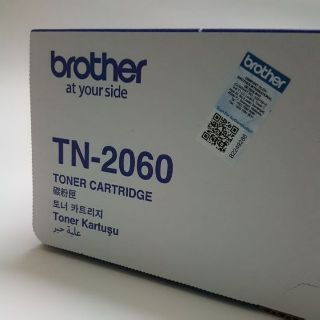 brother
at your side
TN-2060
TONER CARTRIDGE
碳粉匣
토너 카트리지
Toner Kartuşu
علبة حبر
brother